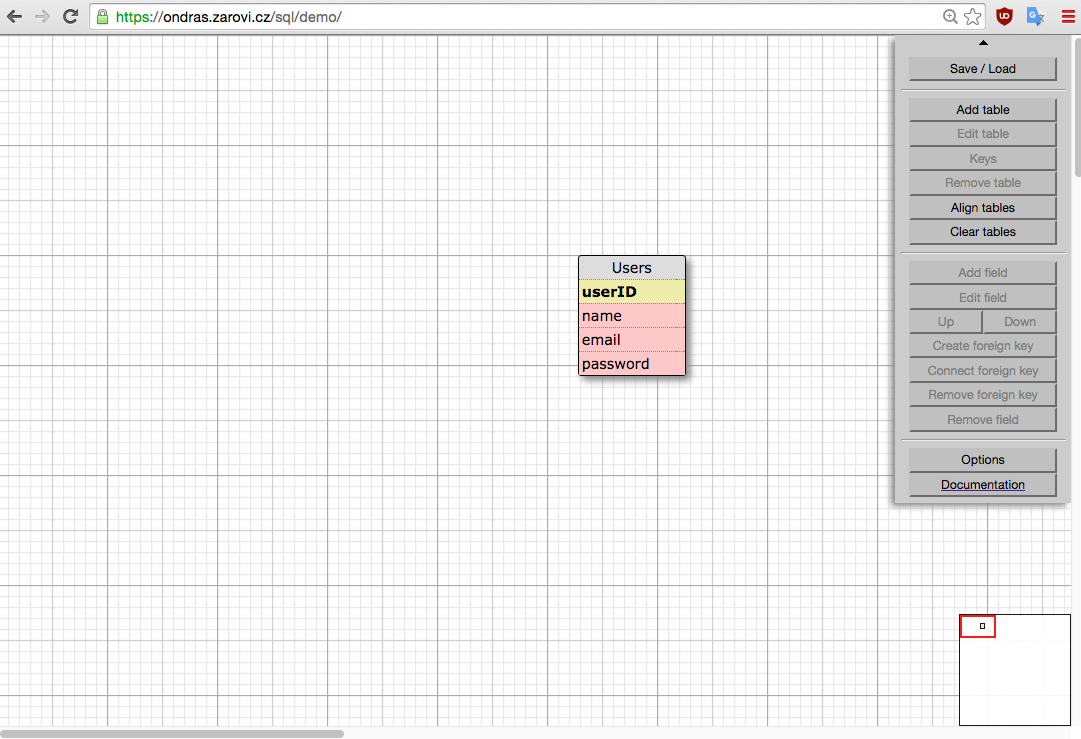 https://ondras.zarovi.cz/sql/demo/
Save / Load
Add table
Edit table
Keys
Remove table
Align tables
Clear tables
Add field
Edit field
Up Down
Create foreign key
Connect foreign key
Remove foreign key
Remove field
Options
Documentation
Users
userID
name
email
password